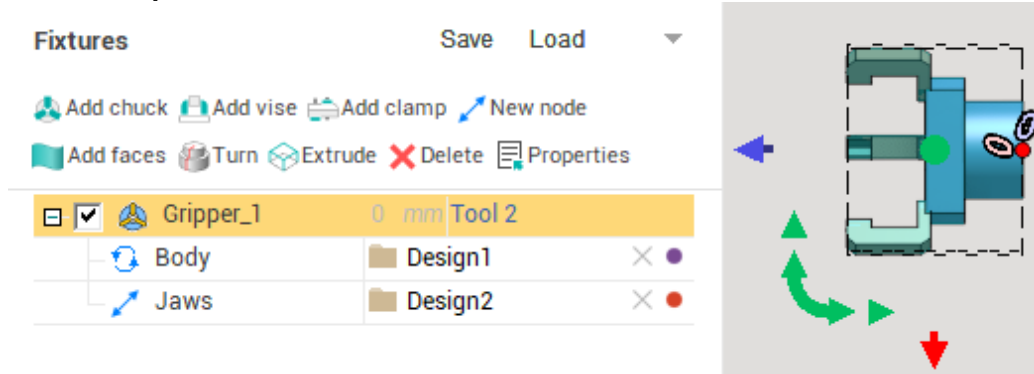 Fixtures Save Load
Add chuck Add vise Add clamp New node
Add faces Turn Extrude Delete Properties
Gripper_1 0 mm Tool 2
Body Design1
Jaws Design2